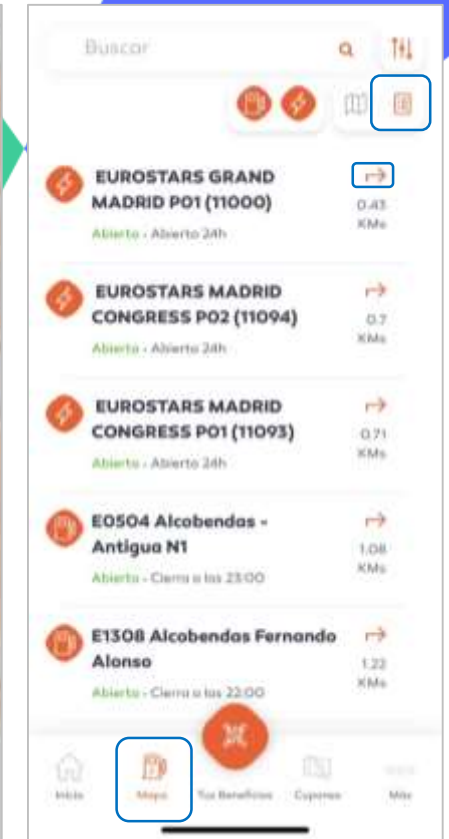 Buscar
EUROSTARS GRAND
MADRID P01 (11000)
0.43
KMs
Abierto - Abierto 24h
EUROSTARS MADRID
CONGRESS P02 (11094)
0.7
KMs
Abierto - Abierto 24h
EUROSTARS MADRID
CONGRESS P01 (11093)
0.71
KMs
Abierto - Abierto 24h
E0504 Alcobendas -
Antigua N1
1.08
KMs
Abierto - Cierra a las 23:00
E1308 Alcobendas Fernando
Alonso
1.22
KMs
Abierto - Cierra a las 22:00
Inicio
Mapa
Tus Beneficios
Cupones
Más